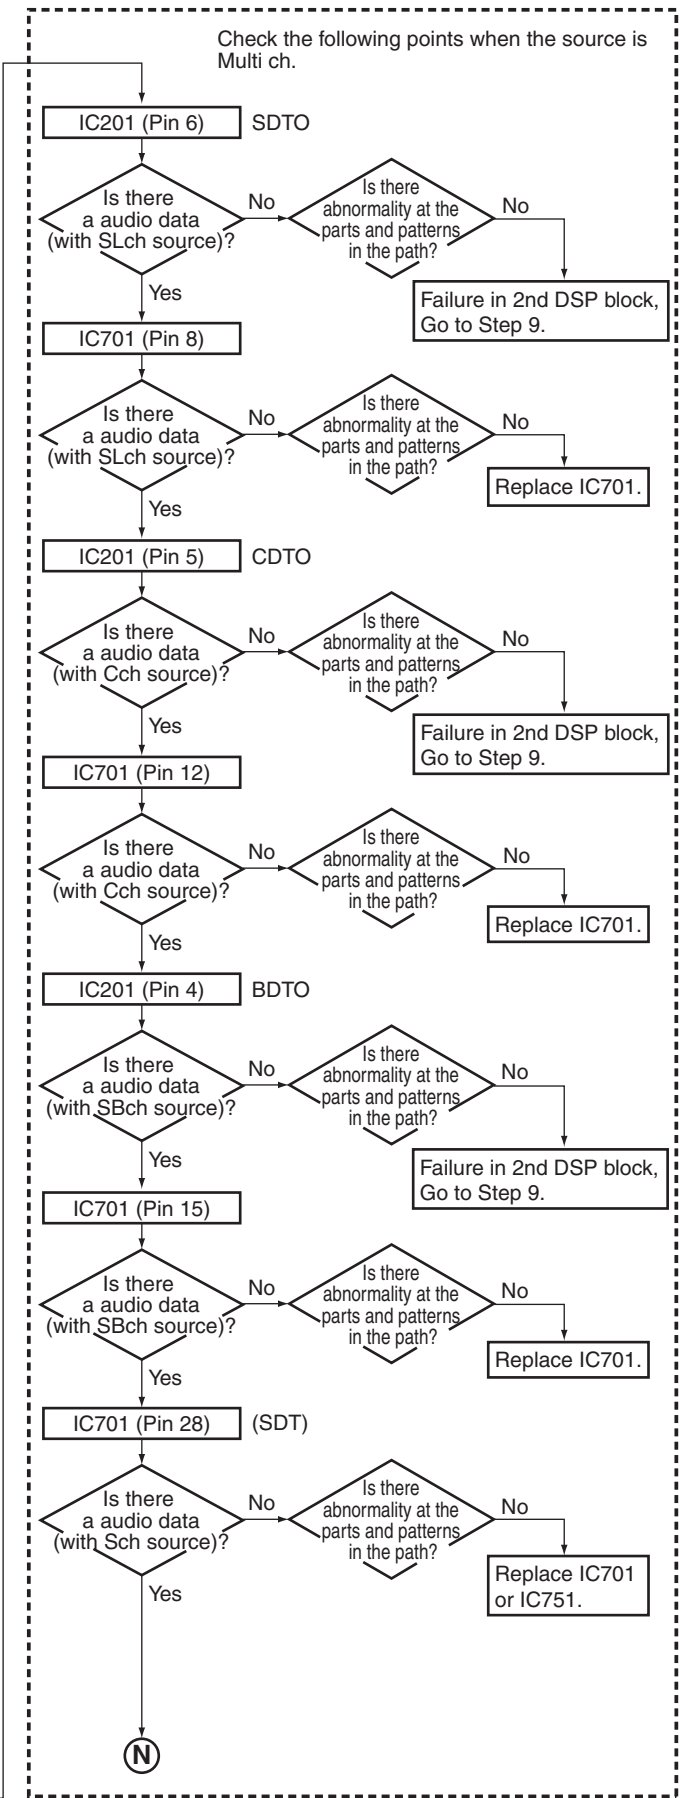 Check the following points when the source is
Multi ch.
IC201 (Pin 6) SDTO
Is there
a audio data
(with SLch source)?
No
Is there
abnormality at the
parts and patterns
in the path?
No
Failure in 2nd DSP block,
Go to Step 9.
Yes
IC701 (Pin 8)
Is there
a audio data
(with SLch source)?
No
Is there
abnormality at the
parts and patterns
in the path?
No
Replace IC701.
Yes
IC201 (Pin 5) CDTO
Is there
a audio data
(with Cch source)?
No
Is there
abnormality at the
parts and patterns
in the path?
No
Failure in 2nd DSP block,
Go to Step 9.
Yes
IC701 (Pin 12)
Is there
a audio data
(with Cch source)?
No
Is there
abnormality at the
parts and patterns
in the path?
No
Replace IC701.
Yes
IC201 (Pin 4) BDTO
Is there
a audio data
(with SBch source)?
No
Is there
abnormality at the
parts and patterns
in the path?
No
Failure in 2nd DSP block,
Go to Step 9.
Yes
IC701 (Pin 15)
Is there
a audio data
(with SBch source)?
No
Is there
abnormality at the
parts and patterns
in the path?
No
Replace IC701.
Yes
IC701 (Pin 28) (SDT)
Is there
a audio data
(with Sch source)?
No
Is there
abnormality at the
parts and patterns
in the path?
No
Replace IC701
or IC751.
Yes
N